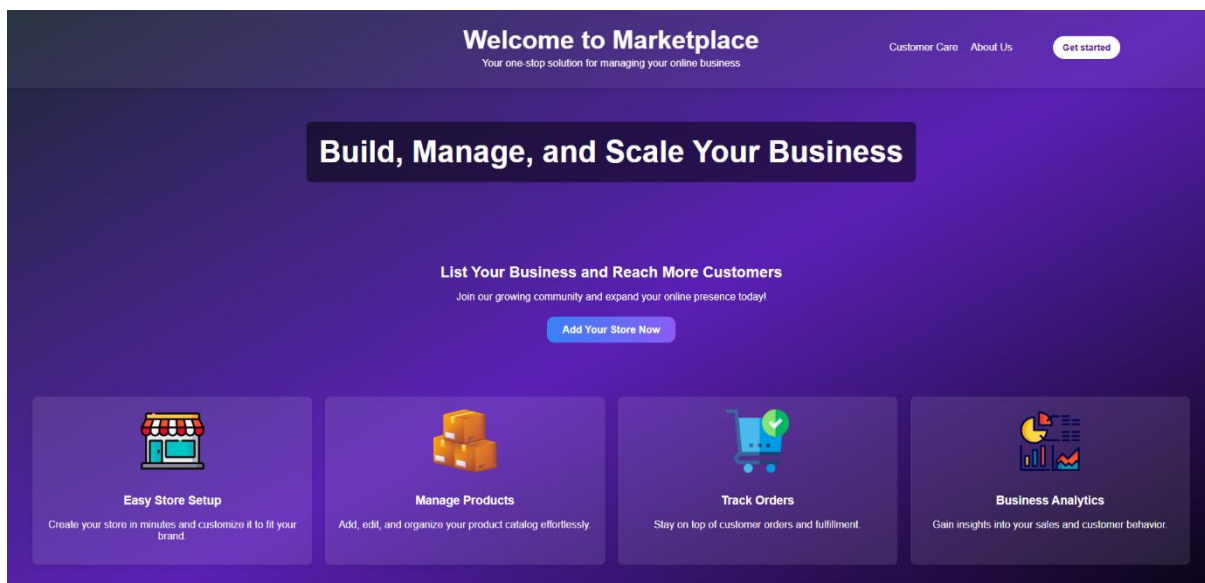 Welcome to Marketplace
Your one-stop solution for managing your online business
Customer Care About Us Get started
Build, Manage, and Scale Your Business
List Your Business and Reach More Customers
Join our growing community and expand your online presence today!
Add Your Store Now
Easy Store Setup
Create your store in minutes and customize it to fit your
brand.
Manage Products
Add, edit, and organize your product catalog effortlessly.
Track Orders
Stay on top of customer orders and fulfillment.
Business Analytics
Gain insights into your sales and customer behavior.